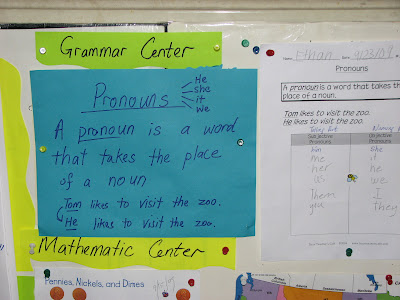 Grammar Center
Pronouns
He
she
it
we
A pronoun is a word
that takes the place
of a noun
Tom likes to visit the zoo.
He likes to visit the zoo.
Mathematic Center
Pennies, Nickels, and Dimes
Name Ethan
Pronouns
A pronoun is a word that takes the
place of a noun.
Tom likes to visit the zoo.
He likes to visit the zoo.
Subjective Objective
Pronouns Pronouns
him She
me it
her he
us we
Them I
you They